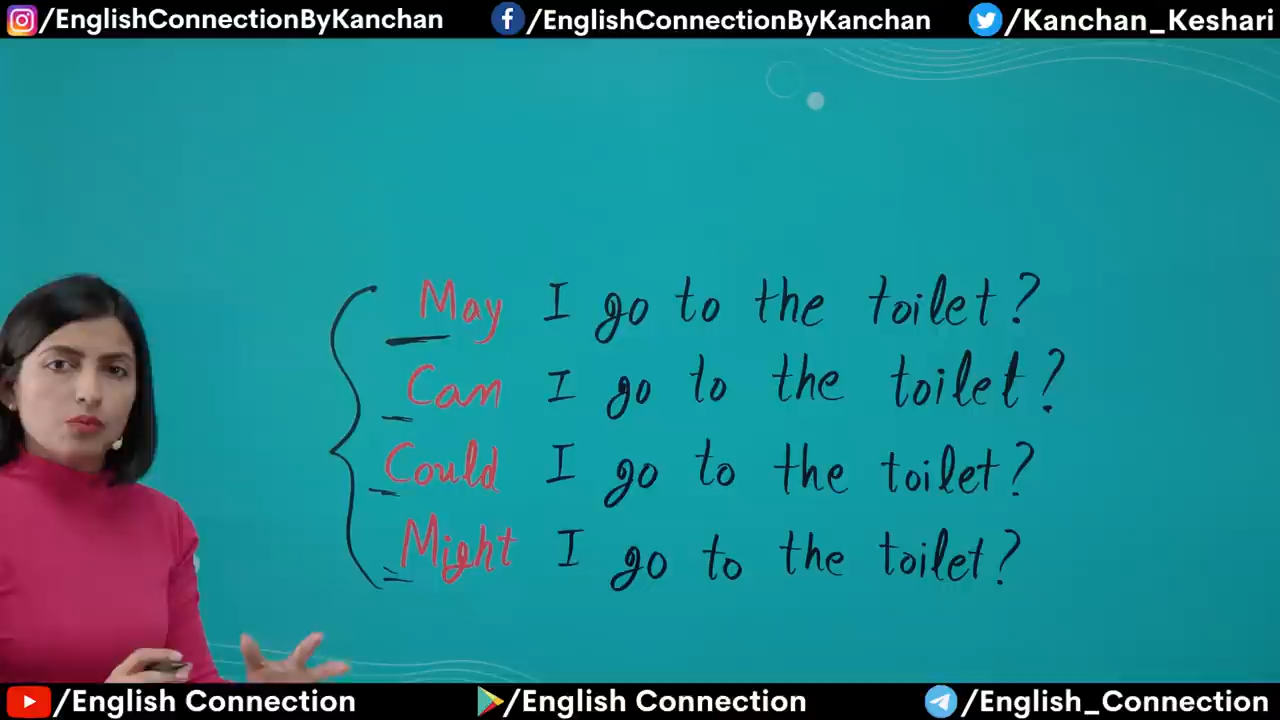 /EnglishConnectionByKanchan /EnglishConnectionByKanchan /Kanchan_Keshari
May I go to the toilet?
Can I go to the toilet?
Could I go to the toilet?
Might I go to the toilet?
/English Connection /English Connection /English_Connection